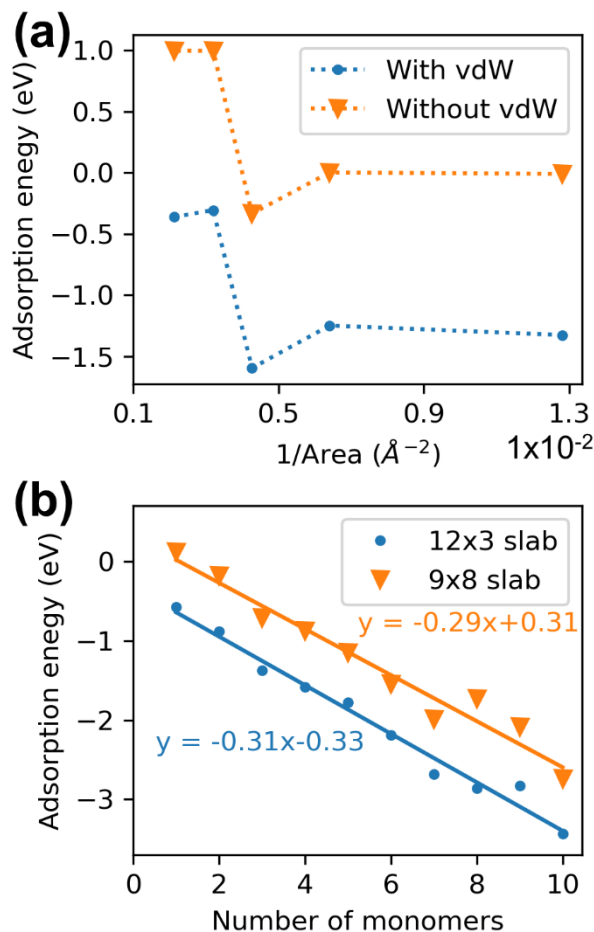 (a)
Adsorption energy (eV)
1.0
0.5
0.0
−0.5
−1.0
−1.5
With vdW
Without vdW
0.1 0.5 0.9 1.3
1/Area (Å⁻²) 1x10⁻²
(b)
Adsorption energy (eV)
0
−1
−2
−3
12x3 slab
9x8 slab
y = -0.29x+0.31
y = -0.31x-0.33
0 2 4 6 8 10
Number of monomers